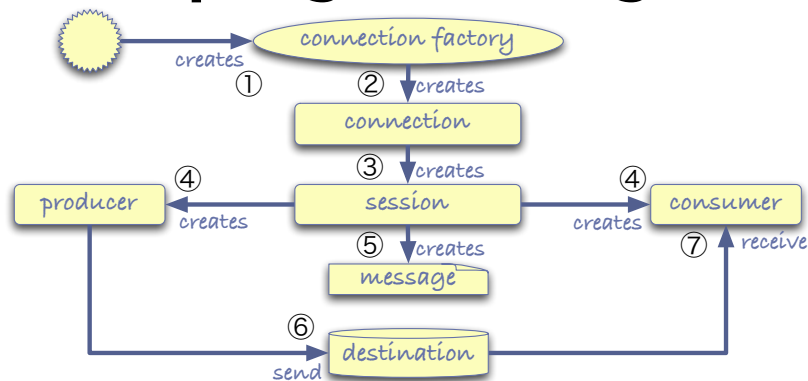 connection factory
creates
①
②
creates
connection
③
creates
④
④
producer
session
consumer
creates
creates
⑤
creates
⑦
receive
message
⑥
destination
send